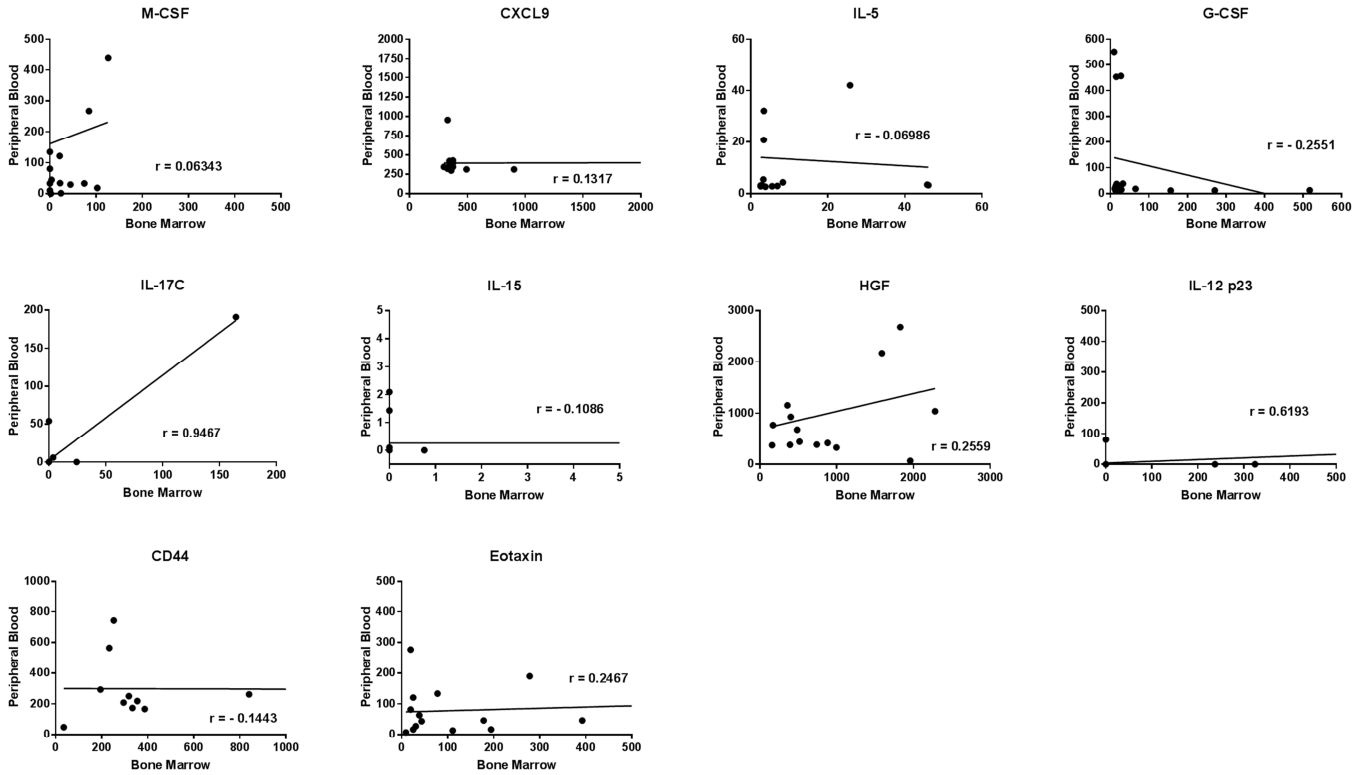 M-CSF
Peripheral Blood
500
400
300
200
100
0
r = 0.06343
0 100 200 300 400 500
Bone Marrow
CXCL9
Peripheral Blood
2000
1750
1500
1250
1000
750
500
250
0
r = 0.1317
0 500 1000 1500 2000
Bone Marrow
IL-5
Peripheral Blood
60
40
20
0
r = - 0.06986
0 20 40 60
Bone Marrow
G-CSF
Peripheral Blood
600
500
400
300
200
100
0
r = - 0.2551
0 100 200 300 400 500 600
Bone Marrow
IL-17C
Peripheral Blood
200
150
100
50
0
r = 0.9467
0 50 100 150 200
Bone Marrow
IL-15
Peripheral Blood
5
4
3
2
1
0
r = - 0.1086
0 1 2 3 4 5
Bone Marrow
HGF
Peripheral Blood
3000
2000
1000
0
r = 0.2559
0 1000 2000 3000
Bone Marrow
IL-12 p23
Peripheral Blood
500
400
300
200
100
0
r = 0.6193
0 100 200 300 400 500
Bone Marrow
CD44
Peripheral Blood
1000
800
600
400
200
0
r = - 0.1443
0 200 400 600 800 1000
Bone Marrow
Eotaxin
Peripheral Blood
500
400
300
200
100
0
r = 0.2467
0 100 200 300 400 500
Bone Marrow